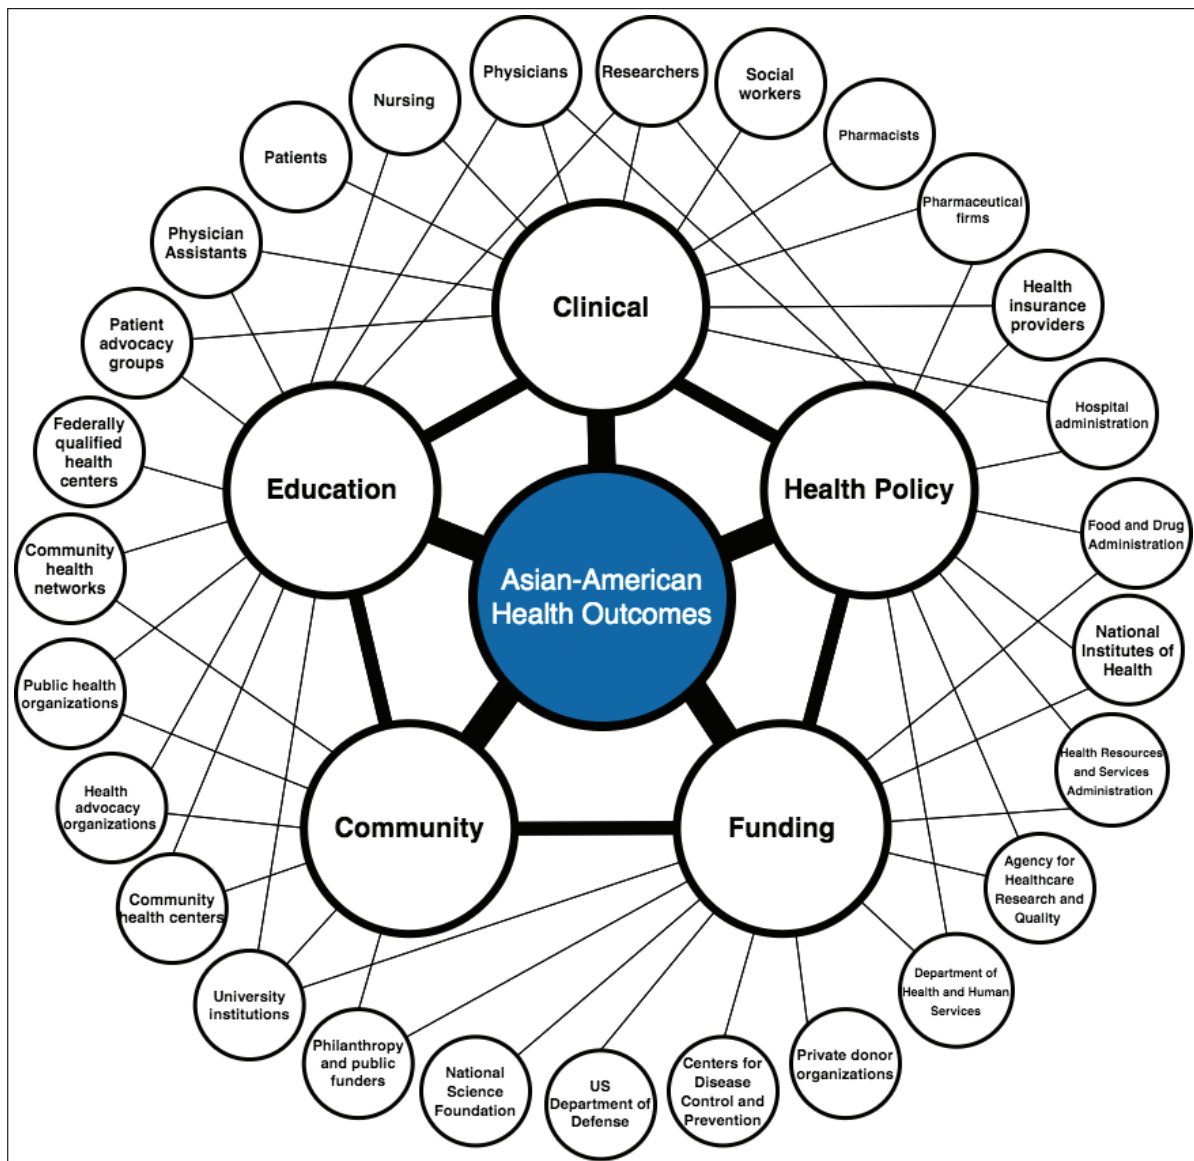 Physicians
Researchers
Social
workers
Nursing
Pharmacists
Patients
Pharmaceutical
firms
Physician
Assistants
Health
insurance
providers
Clinical
Patient
advocacy
groups
Hospital
administration
Federally
qualified
health
centers
Education
Health Policy
Food and Drug
Administration
Community
health
networks
Asian-American
Health Outcomes
National
Institutes of
Health
Public health
organizations
Health Resources
and Services
Administration
Health
advocacy
organizations
Community
Funding
Agency for
Healthcare
Research and
Quality
Community
health centers
Department of
Health and Human
Services
University
institutions
Philanthropy
and public
funders
National
Science
Foundation
US
Department of
Defense
Centers for
Disease
Control and
Prevention
Private donor
organizations